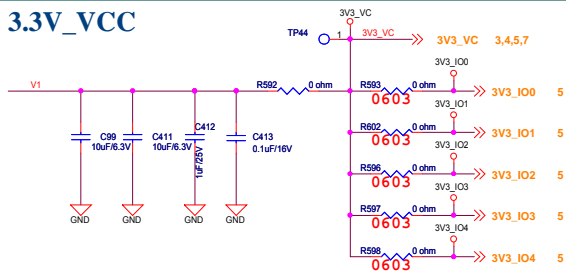 3.3V_VCC
3V3_VC
TP44 1 3V3_VC 3V3_VC 3,4,5,7
3V3_IO0
V1 R592 0 ohm R593 0 ohm 3V3_IO0 5
0603
3V3_IO1
C412
C99 C411 C413 R602 0 ohm 3V3_IO1 5
10uF/6.3V 10uF/6.3V 1uF/25V 0.1uF/16V 0603
3V3_IO2
R596 0 ohm 3V3_IO2 5
0603
3V3_IO3
GND GND GND GND R597 0 ohm 3V3_IO3 5
0603
3V3_IO4
R598 0 ohm 3V3_IO4 5
0603